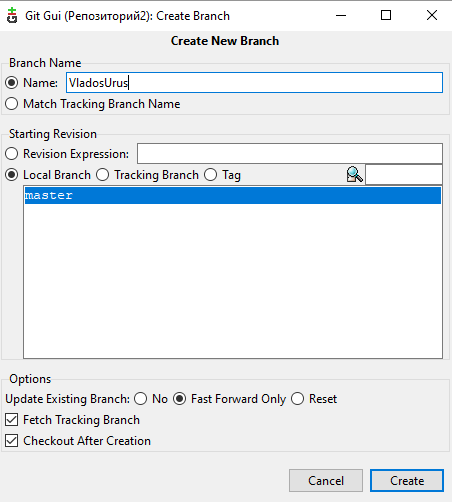 Git Gui (Репозиторий2): Create Branch
Create New Branch
Branch Name
Name: VladosUrus
Match Tracking Branch Name
Starting Revision
Revision Expression:
Local Branch Tracking Branch Tag
master
Options
Update Existing Branch: No Fast Forward Only Reset
Fetch Tracking Branch
Checkout After Creation
Cancel Create